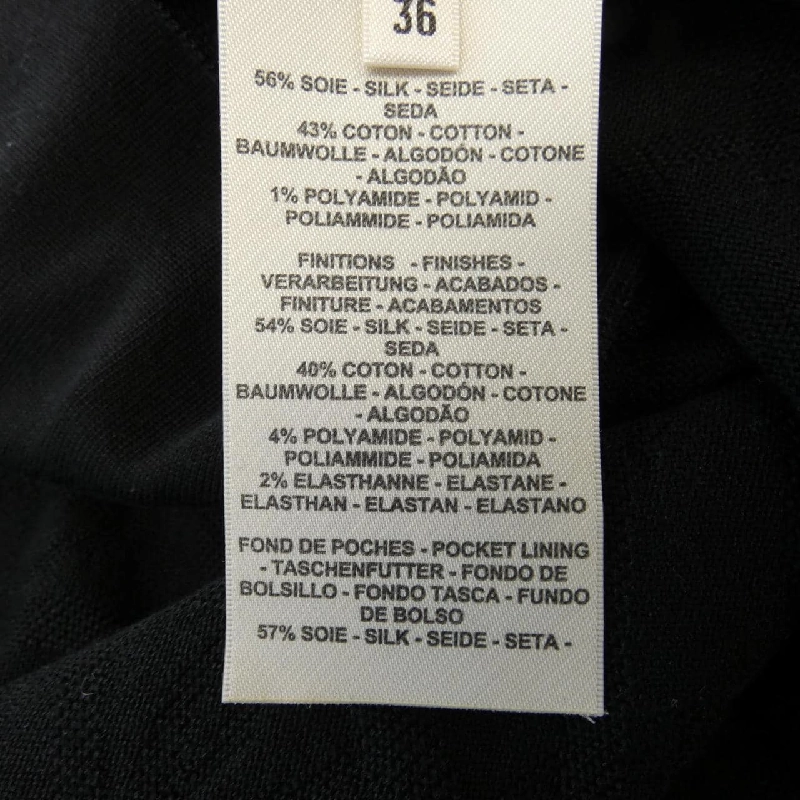 36
56% SOIE - SILK - SEIDE - SETA -
SEDA
43% COTON - COTTON -
BAUMWOLLE - ALGODÓN - COTONE
- ALGODÃO
1% POLYAMIDE - POLYAMID -
POLIAMMIDE - POLIAMIDA
FINITIONS - FINISHES -
VERARBEITUNG - ACABADOS -
FINITURE - ACABAMENTOS
54% SOIE - SILK - SEIDE - SETA -
SEDA
40% COTON - COTTON -
BAUMWOLLE - ALGODÓN - COTONE
- ALGODÃO
4% POLYAMIDE - POLYAMID -
POLIAMMIDE - POLIAMIDA
2% ELASTHANNE - ELASTANE -
ELASTHAN - ELASTAN - ELASTANO
FOND DE POCHES - POCKET LINING
- TASCHENFUTTER - FONDO DE
BOLSILLO - FONDO TASCA - FUNDO
DE BOLSO
57% SOIE - SILK - SEIDE - SETA -